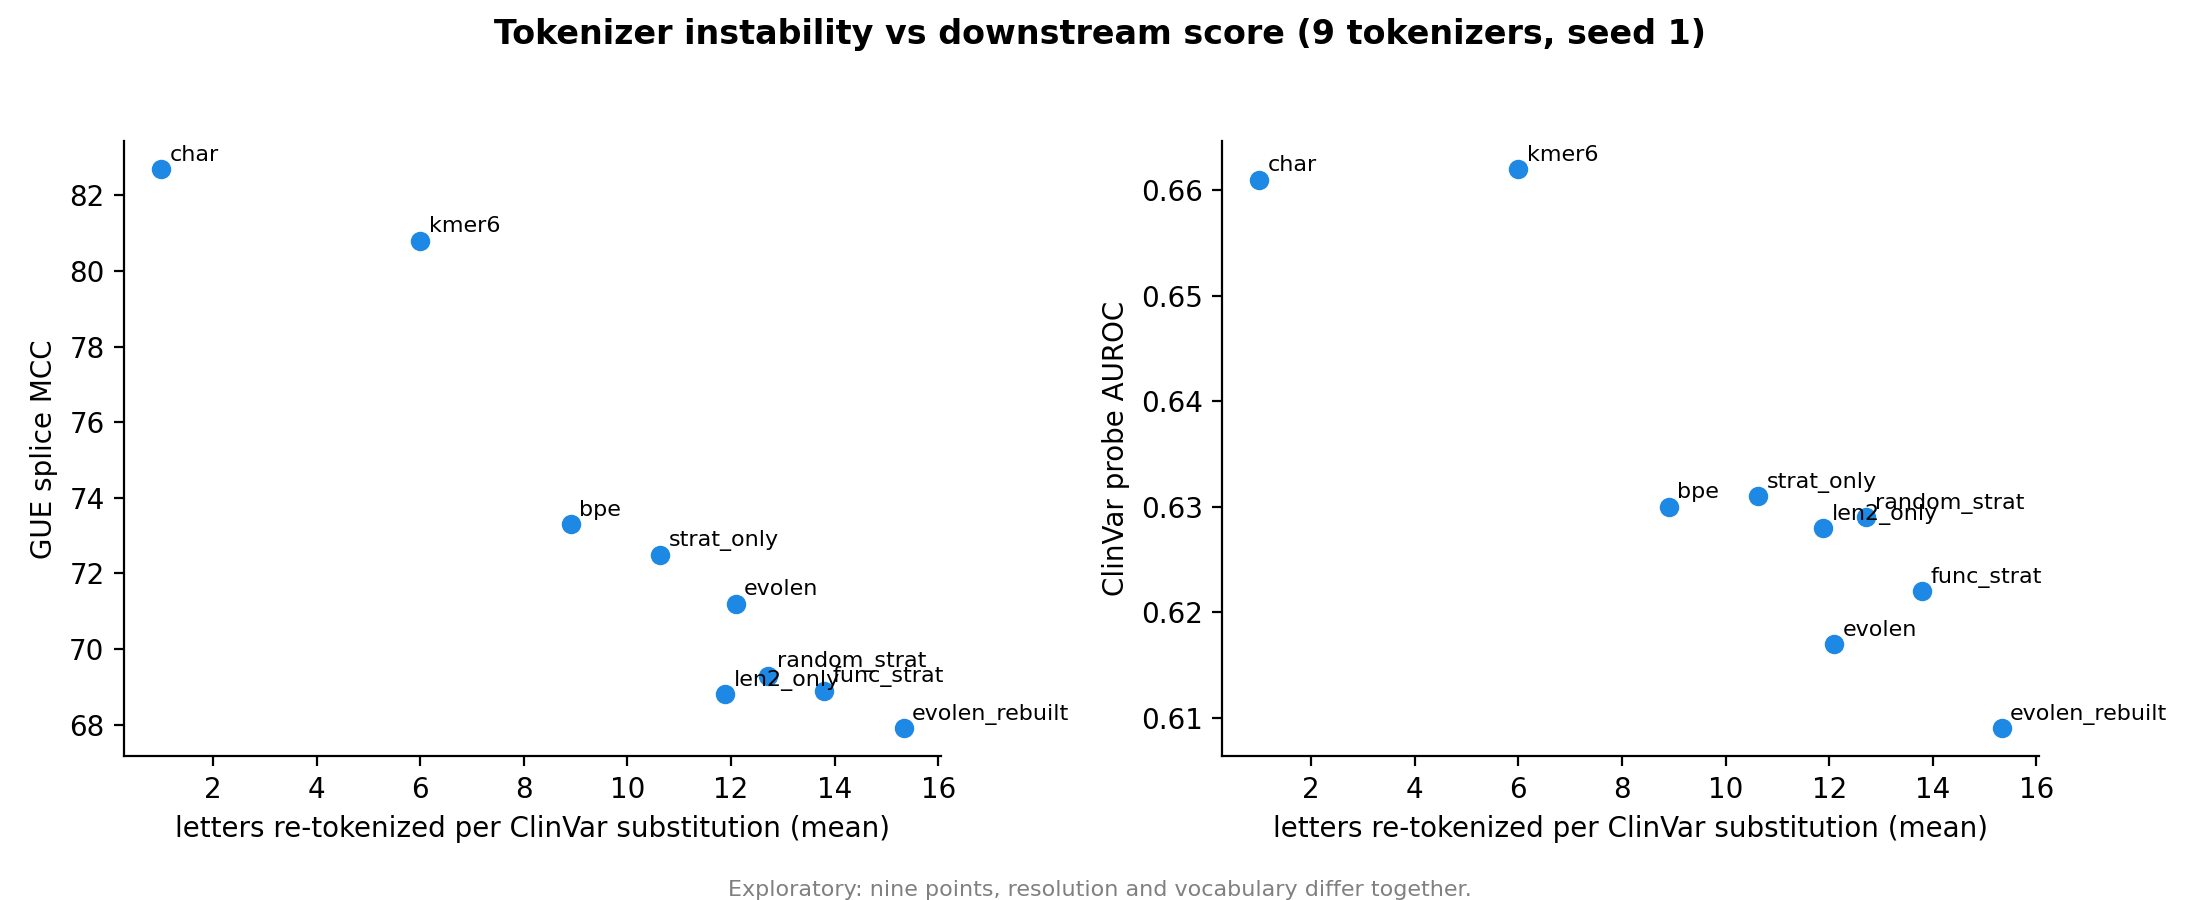 Tokenizer instability vs downstream score (9 tokenizers, seed 1)
GUE splice MCC
82
80
78
76
74
72
70
68
char
kmer6
bpe
strat_only
evolen
random_strat
len2_only
func_strat
evolen_rebuilt
2 4 6 8 10 12 14 16
letters re-tokenized per ClinVar substitution (mean)
ClinVar probe AUROC
0.66
0.65
0.64
0.63
0.62
0.61
char
kmer6
bpe
strat_only
random_strat
len2_only
func_strat
evolen
evolen_rebuilt
2 4 6 8 10 12 14 16
letters re-tokenized per ClinVar substitution (mean)
Exploratory: nine points, resolution and vocabulary differ together.